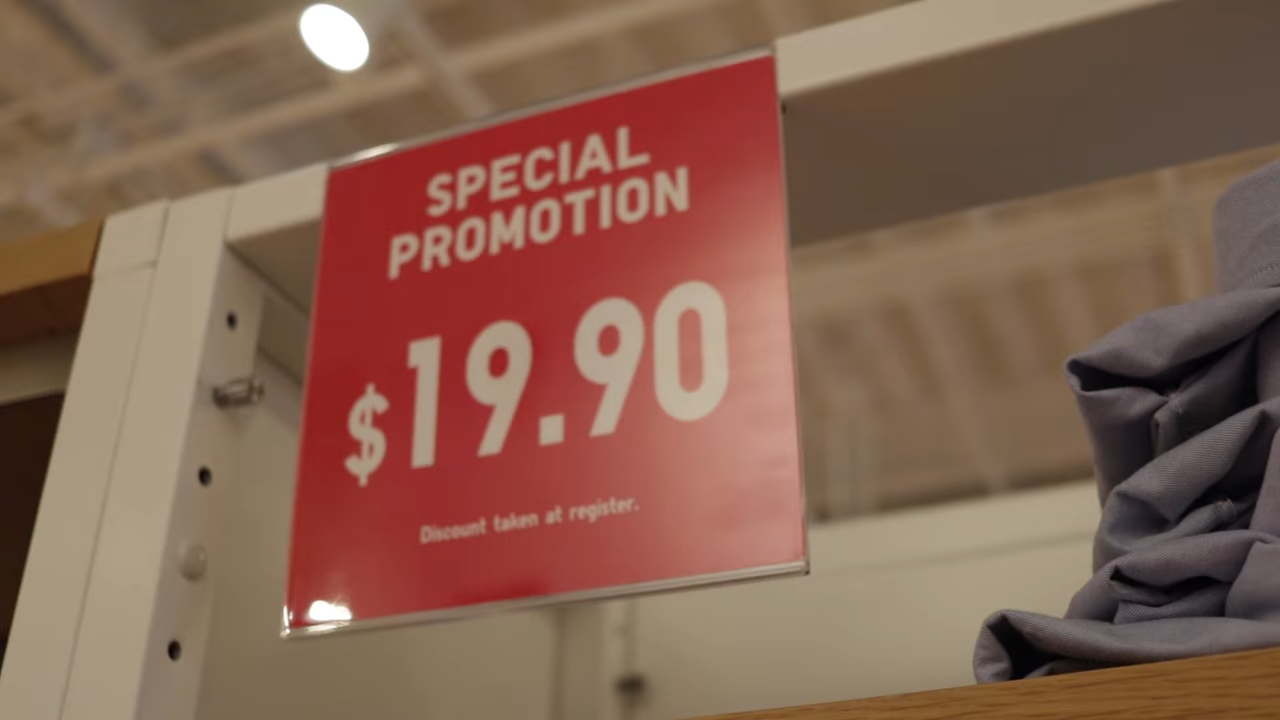 SPECIAL
PROMOTION
$19.90
Discount taken at register.